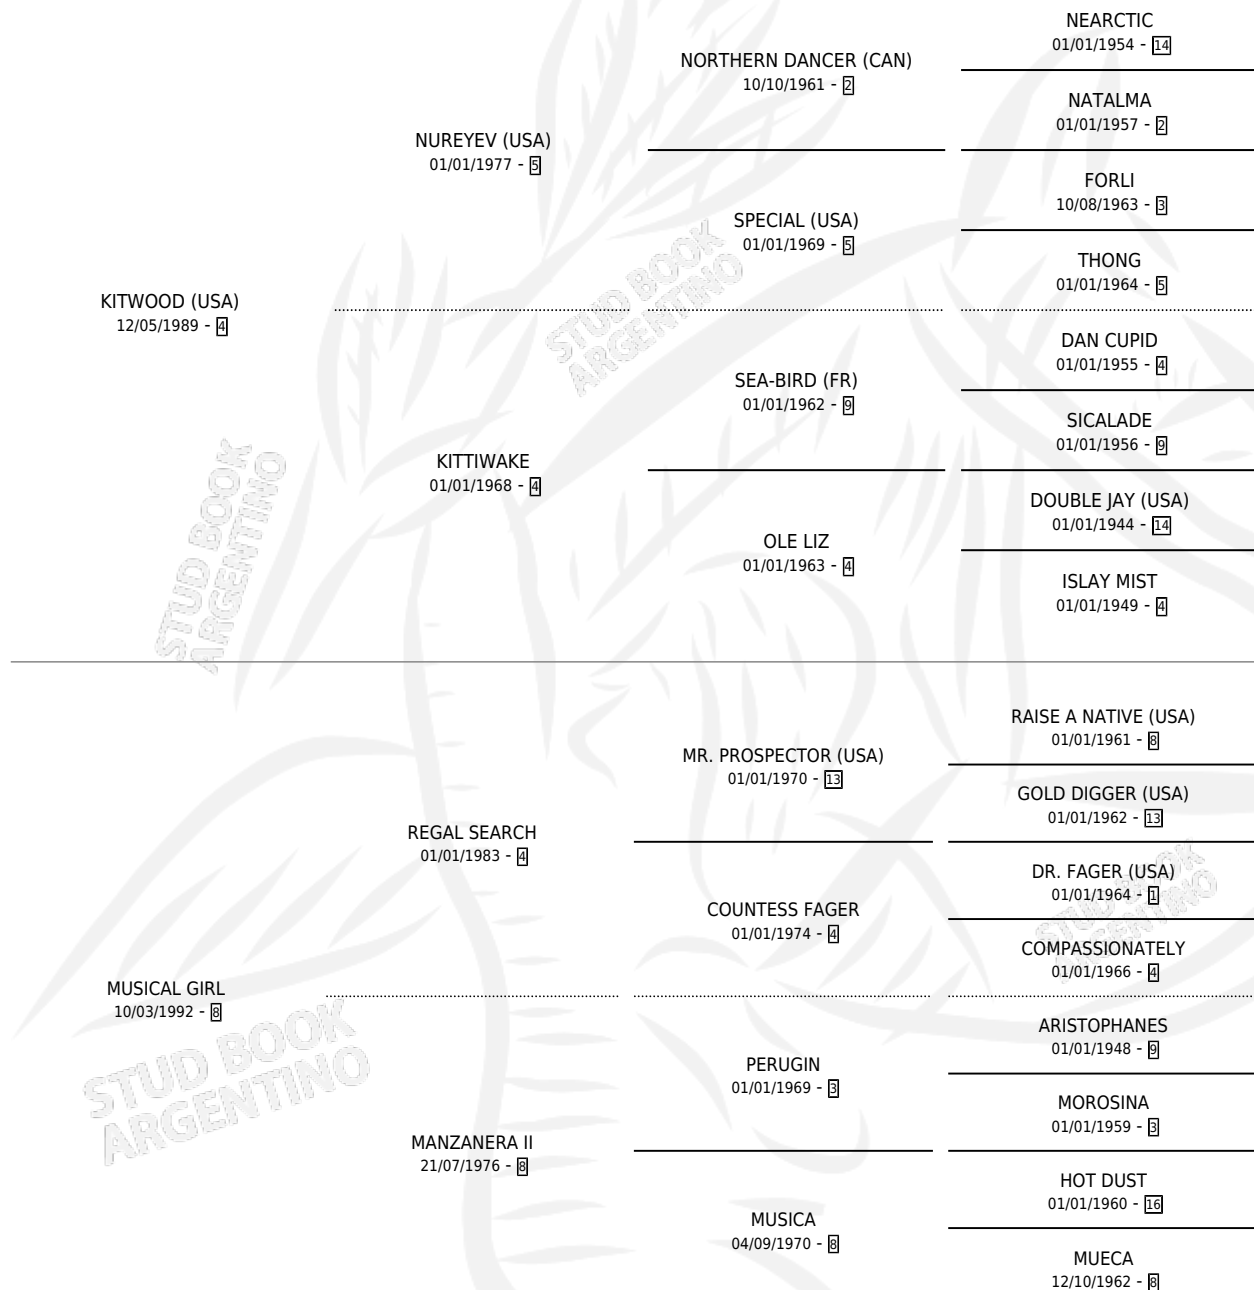 KITWOOD (USA)
12/05/1989 - 4
NUREYEV (USA)
01/01/1977 - 5
NORTHERN DANCER (CAN)
10/10/1961 - 2
NEARCTIC
01/01/1954 - 14
NATALMA
01/01/1957 - 2
SPECIAL (USA)
01/01/1969 - 5
FORLI
10/08/1963 - 3
THONG
01/01/1964 - 5
KITTIWAKE
01/01/1968 - 4
SEA-BIRD (FR)
01/01/1962 - 9
DAN CUPID
01/01/1955 - 4
SICALADE
01/01/1956 - 9
OLE LIZ
01/01/1963 - 4
DOUBLE JAY (USA)
01/01/1944 - 14
ISLAY MIST
01/01/1949 - 4
MUSICAL GIRL
10/03/1992 - 8
REGAL SEARCH
01/01/1983 - 4
MR. PROSPECTOR (USA)
01/01/1970 - 13
RAISE A NATIVE (USA)
01/01/1961 - 8
GOLD DIGGER (USA)
01/01/1962 - 13
COUNTESS FAGER
01/01/1974 - 4
DR. FAGER (USA)
01/01/1964 - 1
COMPASSIONATELY
01/01/1966 - 4
MANZANERA II
21/07/1976 - 8
PERUGIN
01/01/1969 - 3
ARISTOPHANES
01/01/1948 - 9
MOROSINA
01/01/1959 - 3
MUSICA
04/09/1970 - 8
HOT DUST
01/01/1960 - 16
MUECA
12/10/1962 - 8
STUD BOOK
ARGENTINO
STUD BOOK
ARGENTINO
STUD BOOK
ARGENTINO
STUD BOOK
ARGENTINO